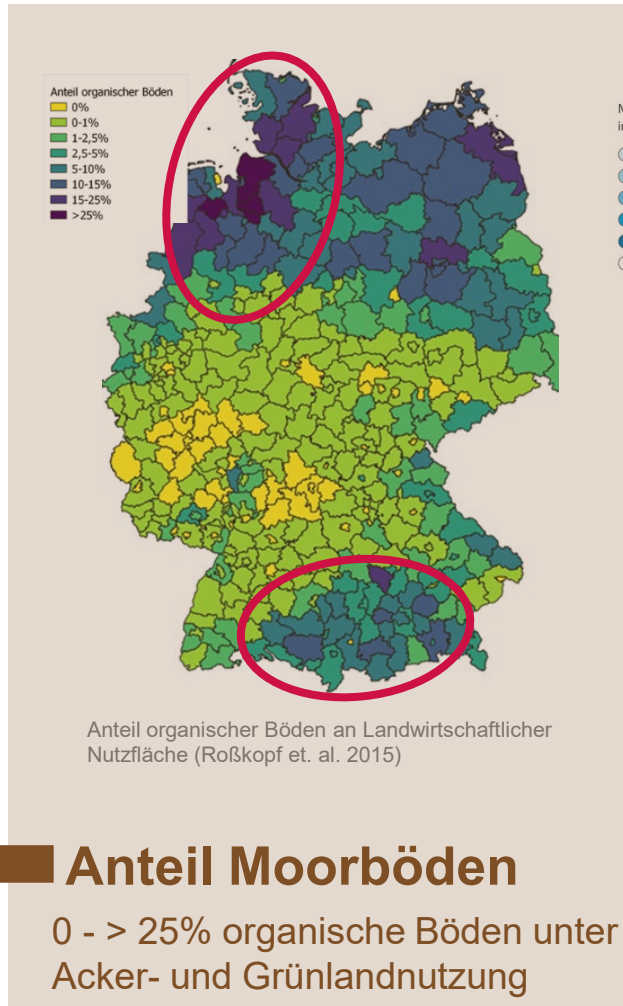 Anteil organischer Böden
0%
0-1%
1-2,5%
2,5-5%
5-10%
10-15%
15-25%
>25%
Anteil organischer Böden an Landwirtschaftlicher
Nutzfläche (Roßkopf et. al. 2015)
Anteil Moorböden
0 - > 25% organische Böden unter
Acker- und Grünlandnutzung